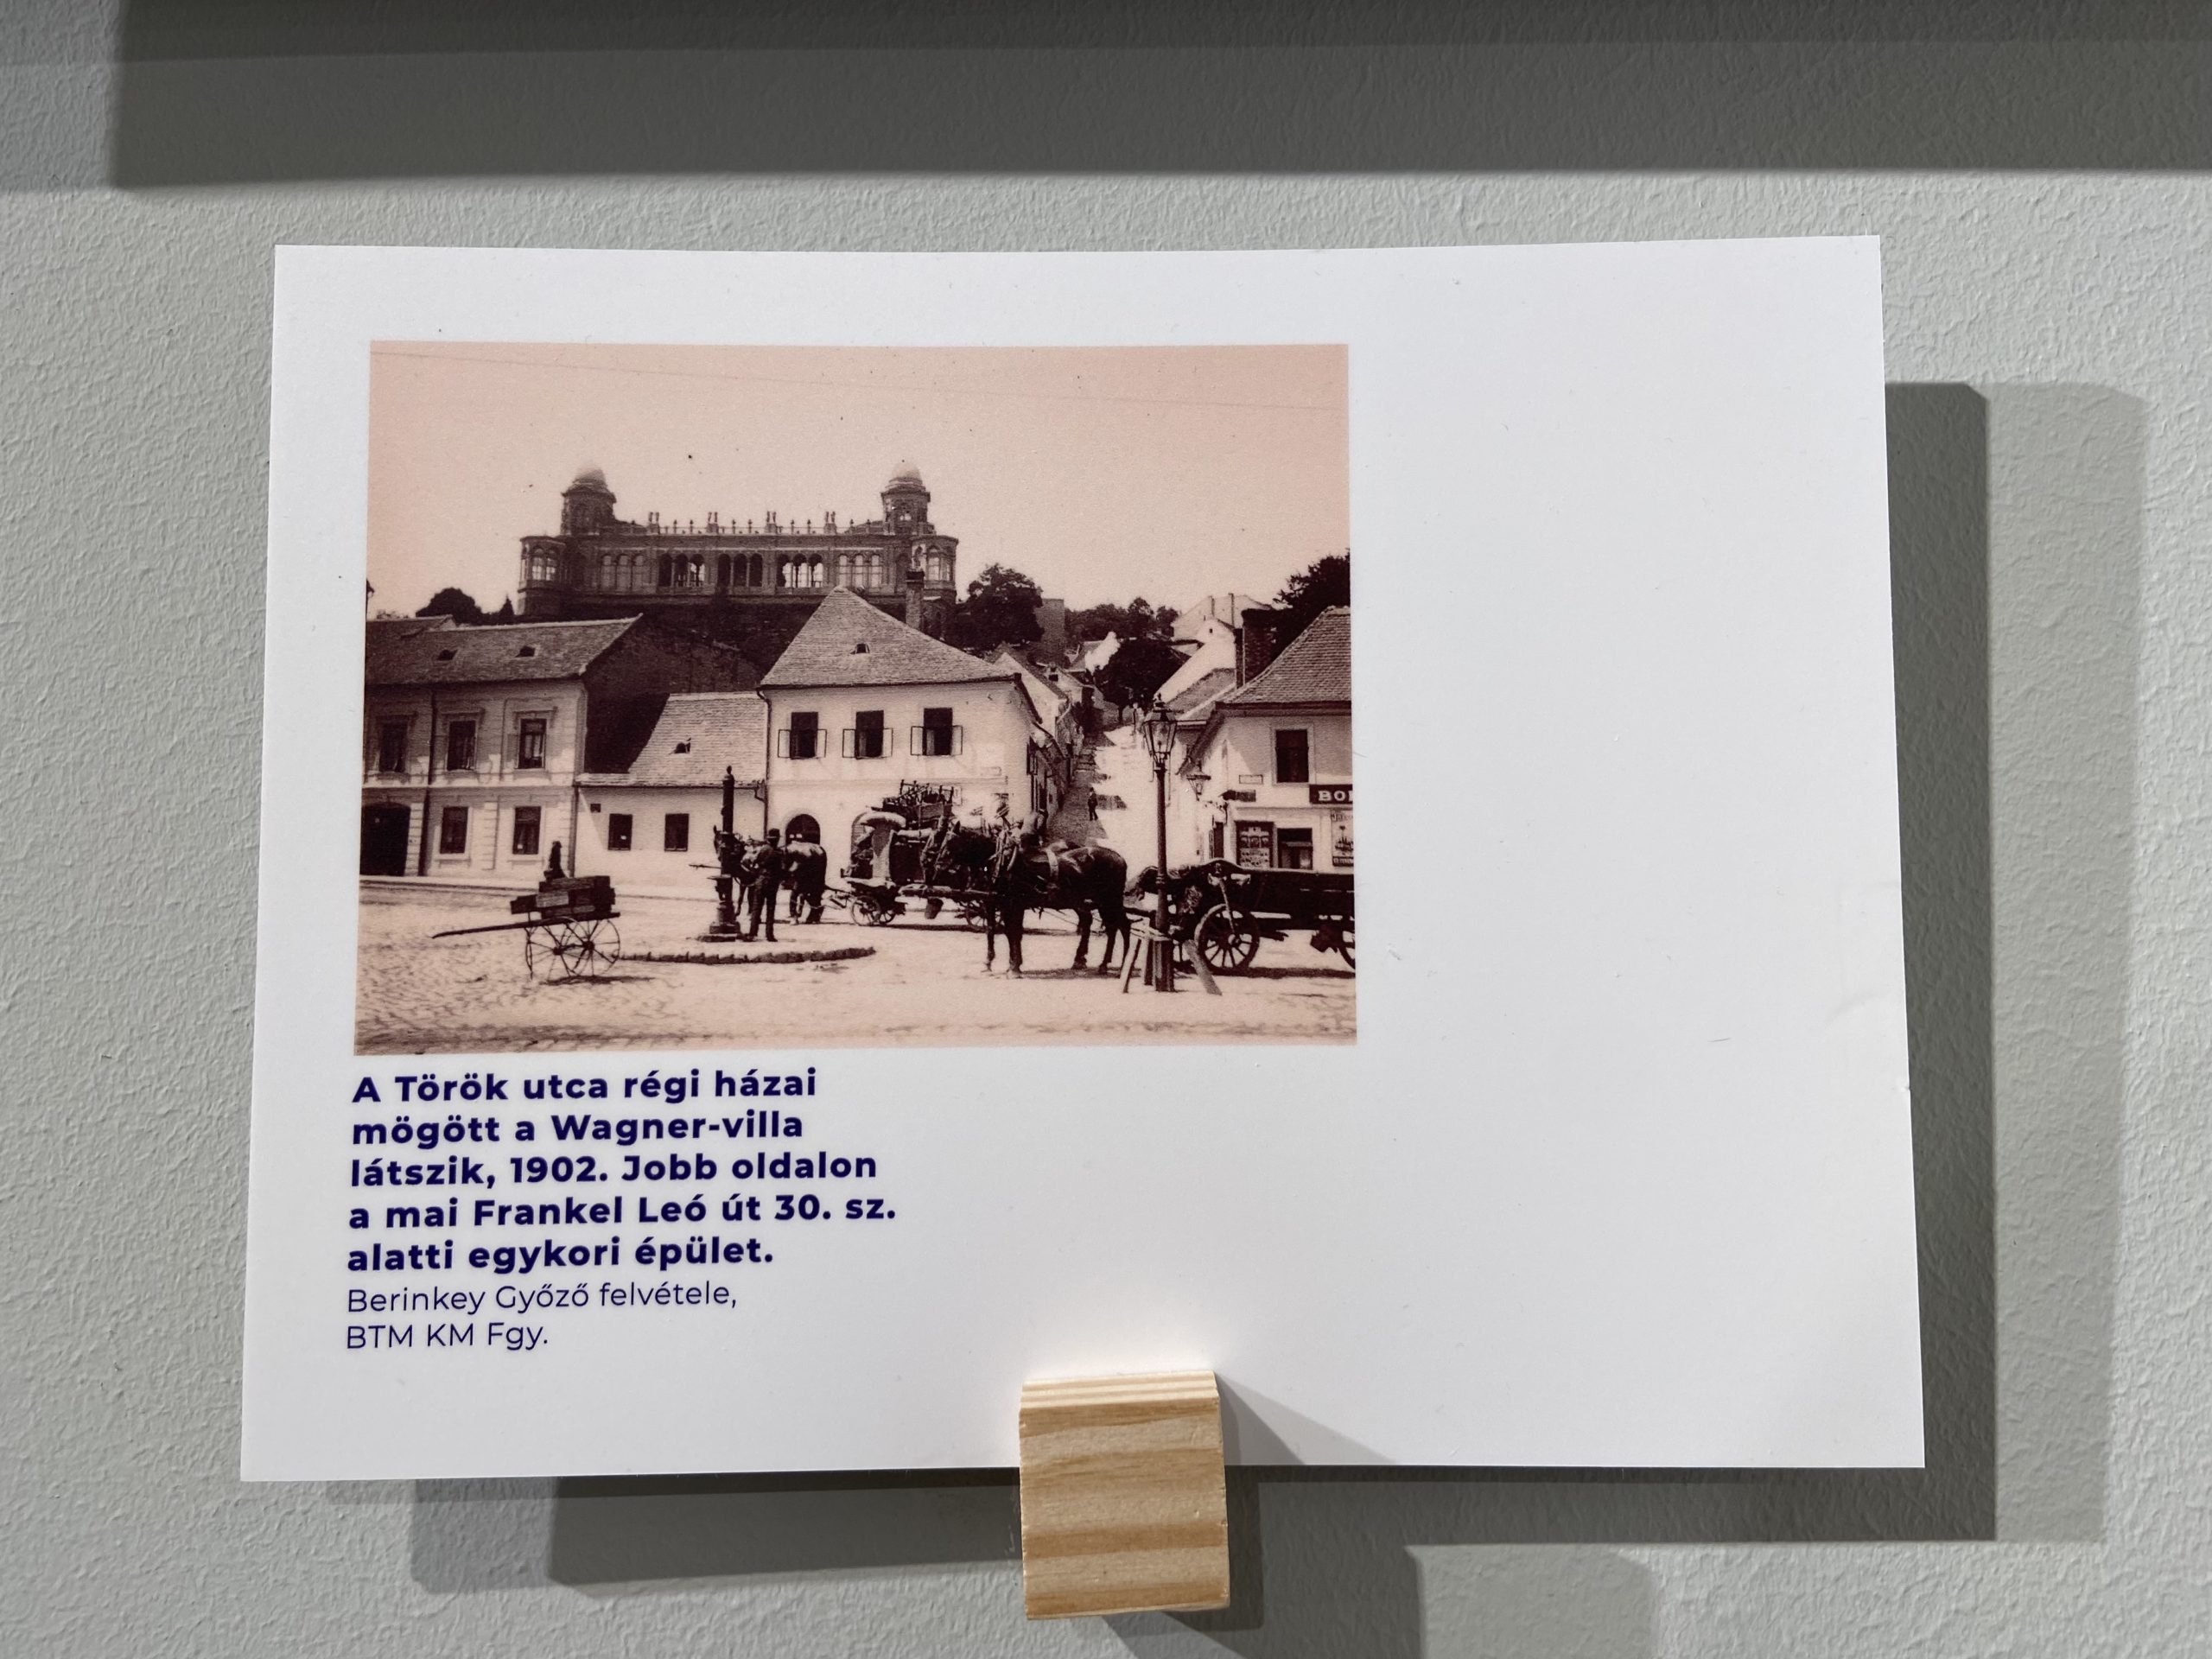 BO
A Török utca régi házai
mögött a Wagner-villa
látszik, 1902. Jobb oldalon
a mai Frankel Leó út 30. sz.
alatti egykori épület.
Berinkey Győző felvétele,
BTM KM Fgy.